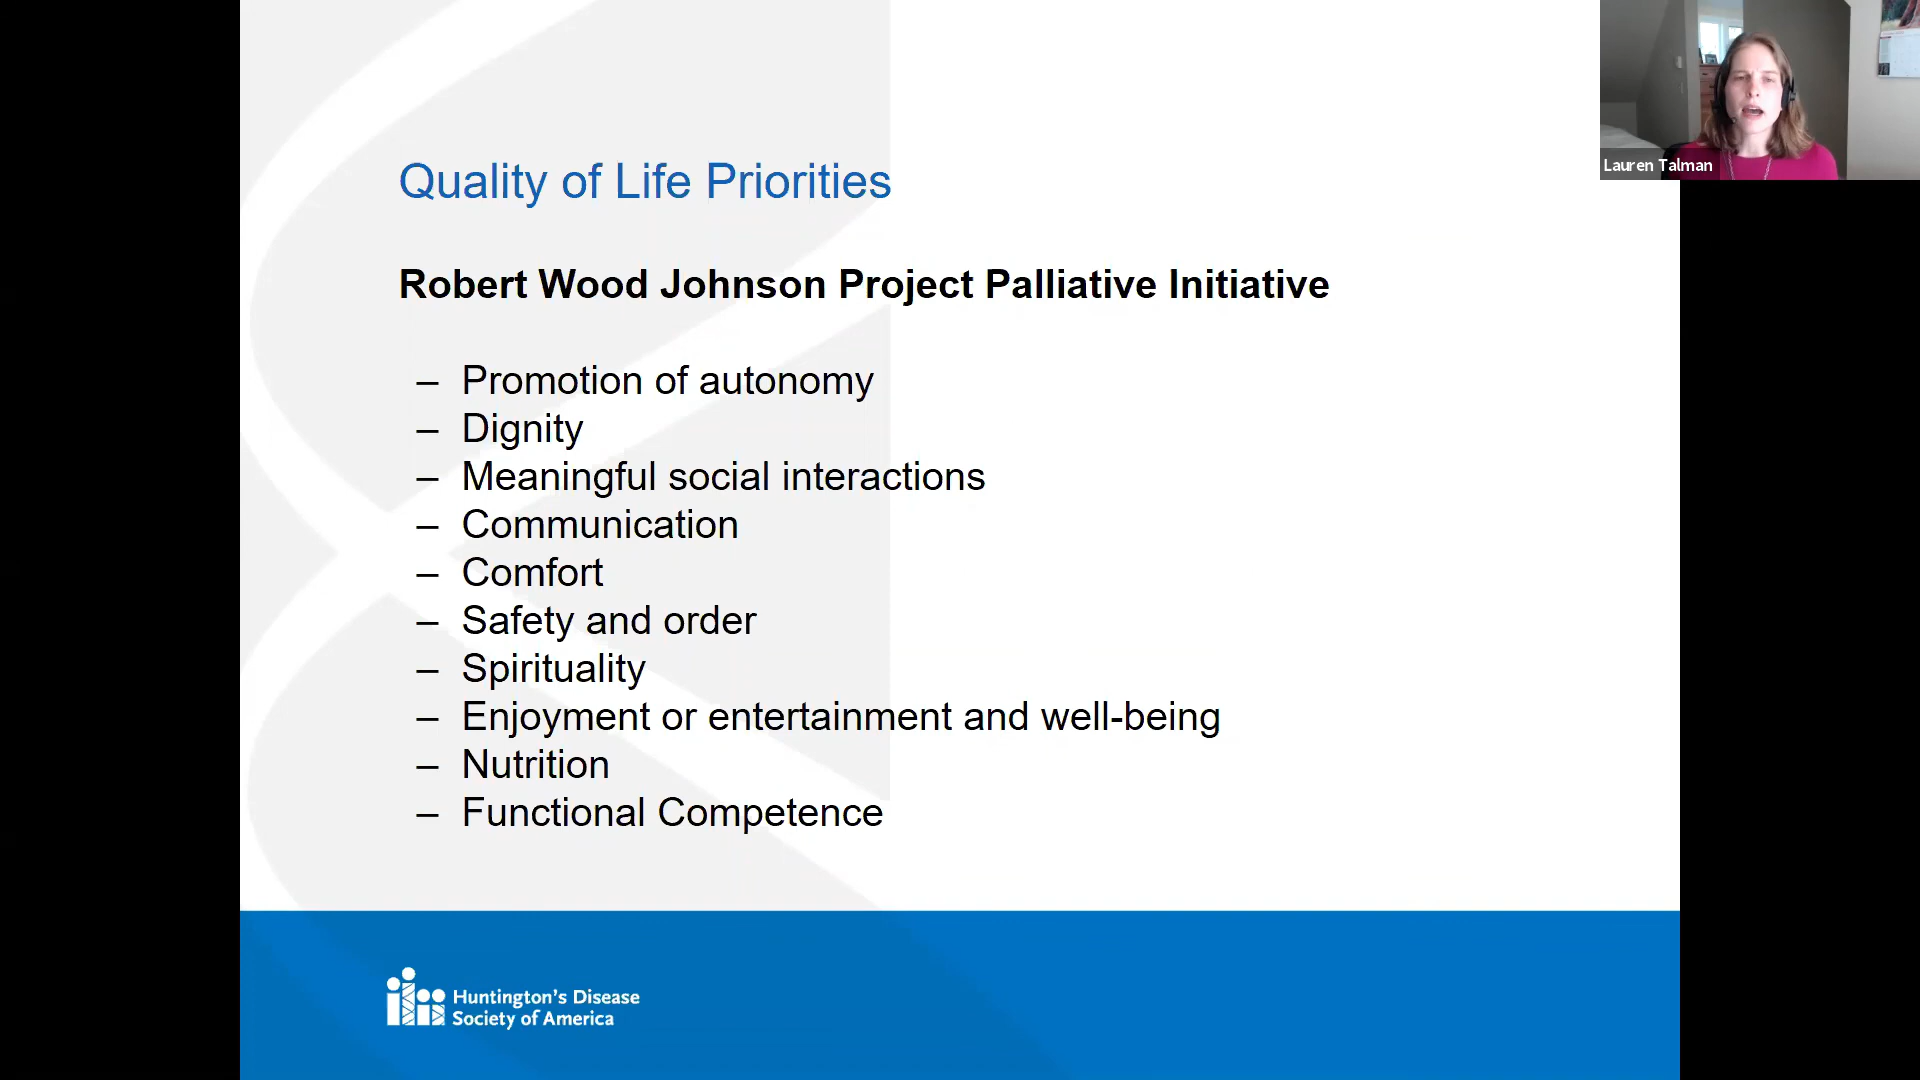 Quality of Life Priorities
Robert Wood Johnson Project Palliative Initiative
– Promotion of autonomy
– Dignity
– Meaningful social interactions
– Communication
– Comfort
– Safety and order
– Spirituality
– Enjoyment or entertainment and well-being
– Nutrition
– Functional Competence
Lauren Talman
Huntington's Disease
Society of America